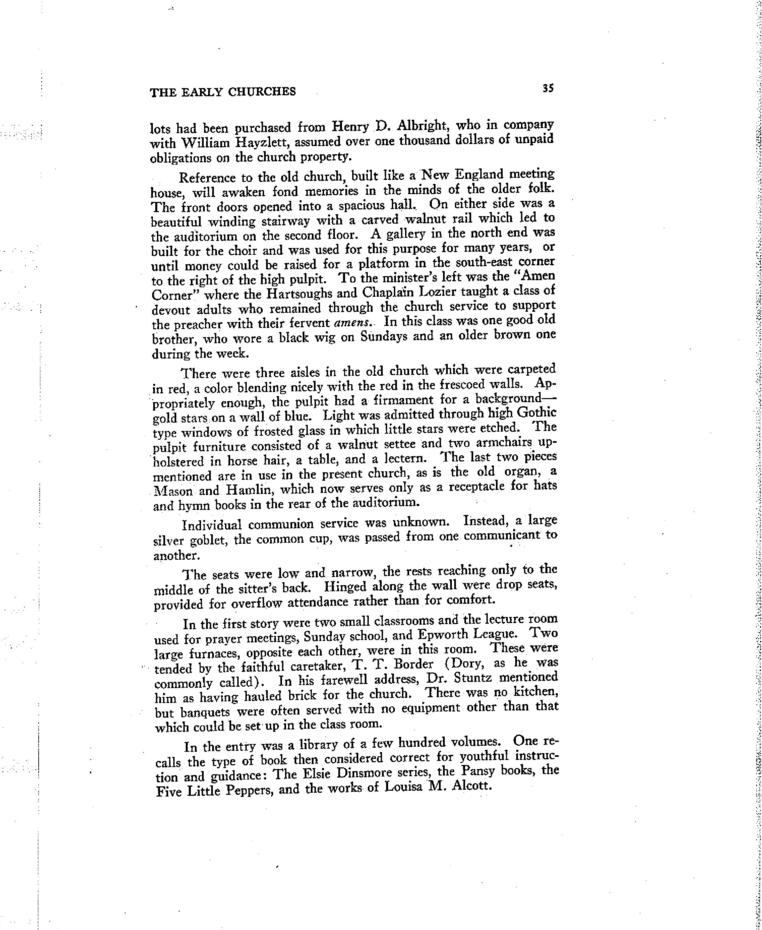 THE EARLY CHURCHES 35
lots had been purchased from Henry D. Albright, who in company
with William Hayzlett, assumed over one thousand dollars of unpaid
obligations on the church property.
Reference to the old church, built like a New England meeting
house, will awaken fond memories in the minds of the older folk.
The front doors opened into a spacious hall. On either side was a
beautiful winding stairway with a carved walnut rail which led to
the auditorium on the second floor. A gallery in the north end was
built for the choir and was used for this purpose for many years, or
until money could be raised for a platform in the south-east corner
to the right of the high pulpit. To the minister's left was the "Amen
Corner" where the Hartsoughs and Chaplain Lozier taught a class of
devout adults who remained through the church service to support
the preacher with their fervent amens. In this class was one good old
brother, who wore a black wig on Sundays and an older brown one
during the week.
There were three aisles in the old church which were carpeted
in red, a color blending nicely with the red in the frescoed walls. Ap-
propriately enough, the pulpit had a firmament for a background—
gold stars on a wall of blue. Light was admitted through high Gothic
type windows of frosted glass in which little stars were etched. The
pulpit furniture consisted of a walnut settee and two armchairs up-
holstered in horse hair, a table, and a lectern. The last two pieces
mentioned are in use in the present church, as is the old organ, a
Mason and Hamlin, which now serves only as a receptacle for hats
and hymn books in the rear of the auditorium.
Individual communion service was unknown. Instead, a large
silver goblet, the common cup, was passed from one communicant to
another.
The seats were low and narrow, the rests reaching only to the
middle of the sitter's back. Hinged along the wall were drop seats,
provided for overflow attendance rather than for comfort.
In the first story were two small classrooms and the lecture room
used for prayer meetings, Sunday school, and Epworth League. Two
large furnaces, opposite each other, were in this room. These were
tended by the faithful caretaker, T. T. Border (Dory, as he was
commonly called). In his farewell address, Dr. Stuntz mentioned
him as having hauled brick for the church. There was no kitchen,
but banquets were often served with no equipment other than that
which could be set up in the class room.
In the entry was a library of a few hundred volumes. One re-
calls the type of book then considered correct for youthful instruc-
tion and guidance: The Elsie Dinsmore series, the Pansy books, the
Five Little Peppers, and the works of Louisa M. Alcott.